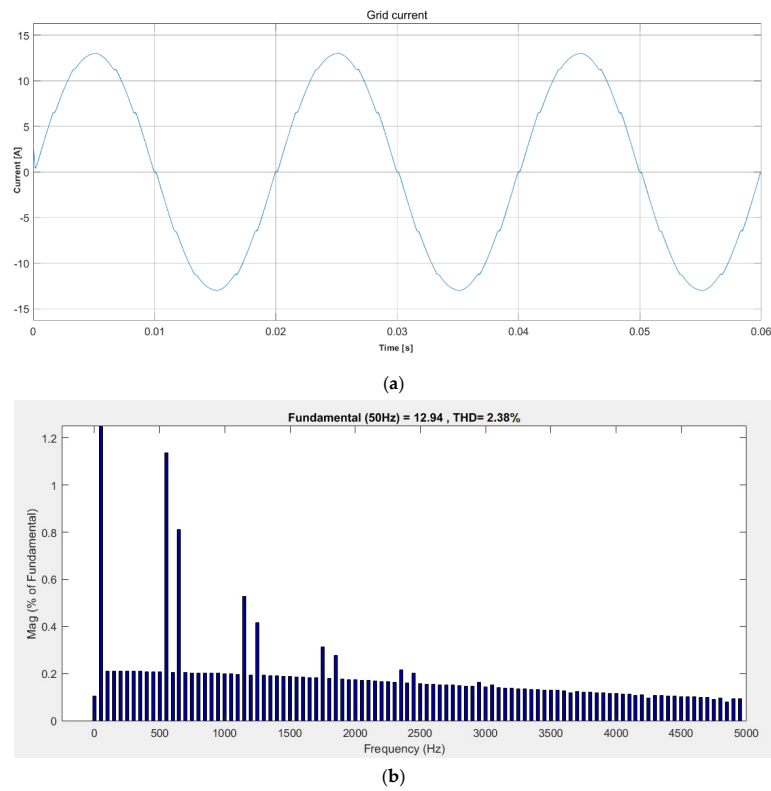 Grid current
15
10
5
0
-5
-10
-15
Current [A]
0 0.01 0.02 0.03 0.04 0.05 0.06
Time [s]
(a)
Fundamental (50Hz) = 12.94 , THD= 2.38%
1.2
1
0.8
0.6
0.4
0.2
0
Mag (% of Fundamental)
0 500 1000 1500 2000 2500 3000 3500 4000 4500 5000
Frequency (Hz)
(b)